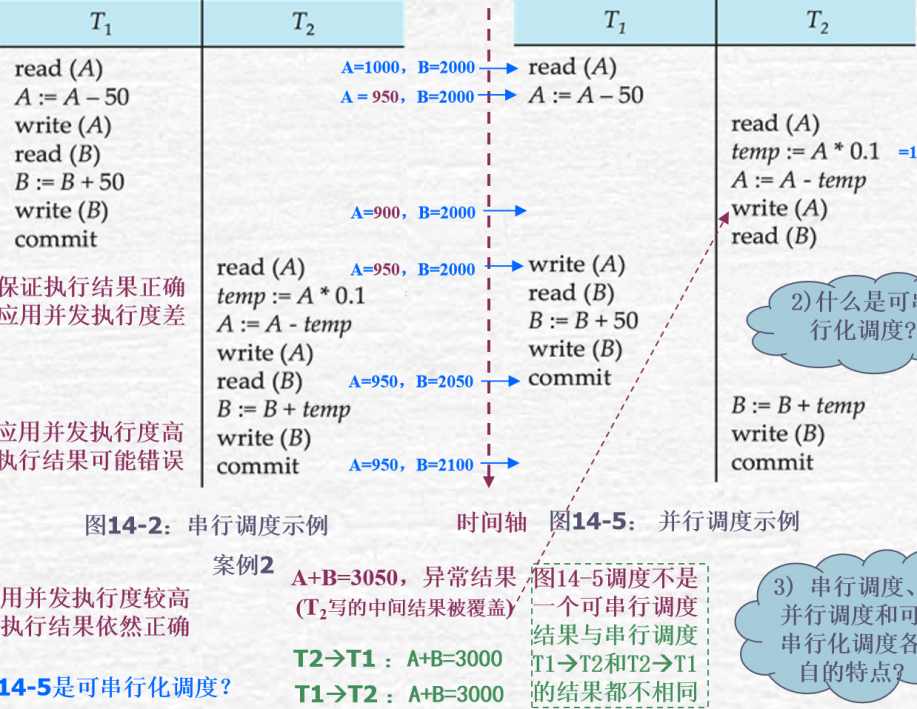 T1 T2
read (A)
A := A – 50
write (A)
read (B)
B := B + 50
write (B)
commit
read (A)
temp := A * 0.1
A := A - temp
write (A)
read (B)
B := B + temp
write (B)
commit
保证执行结果正确
应用并发执行度差
应用并发执行度高
执行结果可能错误
图14-2：串行调度示例
案例2
用并发执行度较高
执行结果依然正确
14-5是可串行化调度？
A=1000，B=2000
A = 950，B=2000
A=900，B=2000
A=950，B=2000
A=950，B=2050
A=950，B=2100
时间轴
T1 T2
read (A)
A := A – 50
read (A)
temp := A * 0.1 =1
A := A - temp
write (A)
read (B)
write (A)
read (B)
B := B + 50
write (B)
commit
B := B + temp
write (B)
commit
图14-5： 并行调度示例
A+B=3050，异常结果
(T2写的中间结果被覆盖)
T2→T1 ：A+B=3000
T1→T2 ：A+B=3000
图14-5调度不是
一个可串行调度
结果与串行调度
T1→T2和T2→T1
的结果都不相同
2)什么是可串
行化调度？
3) 串行调度、
并行调度和可
串行化调度各
自的特点？